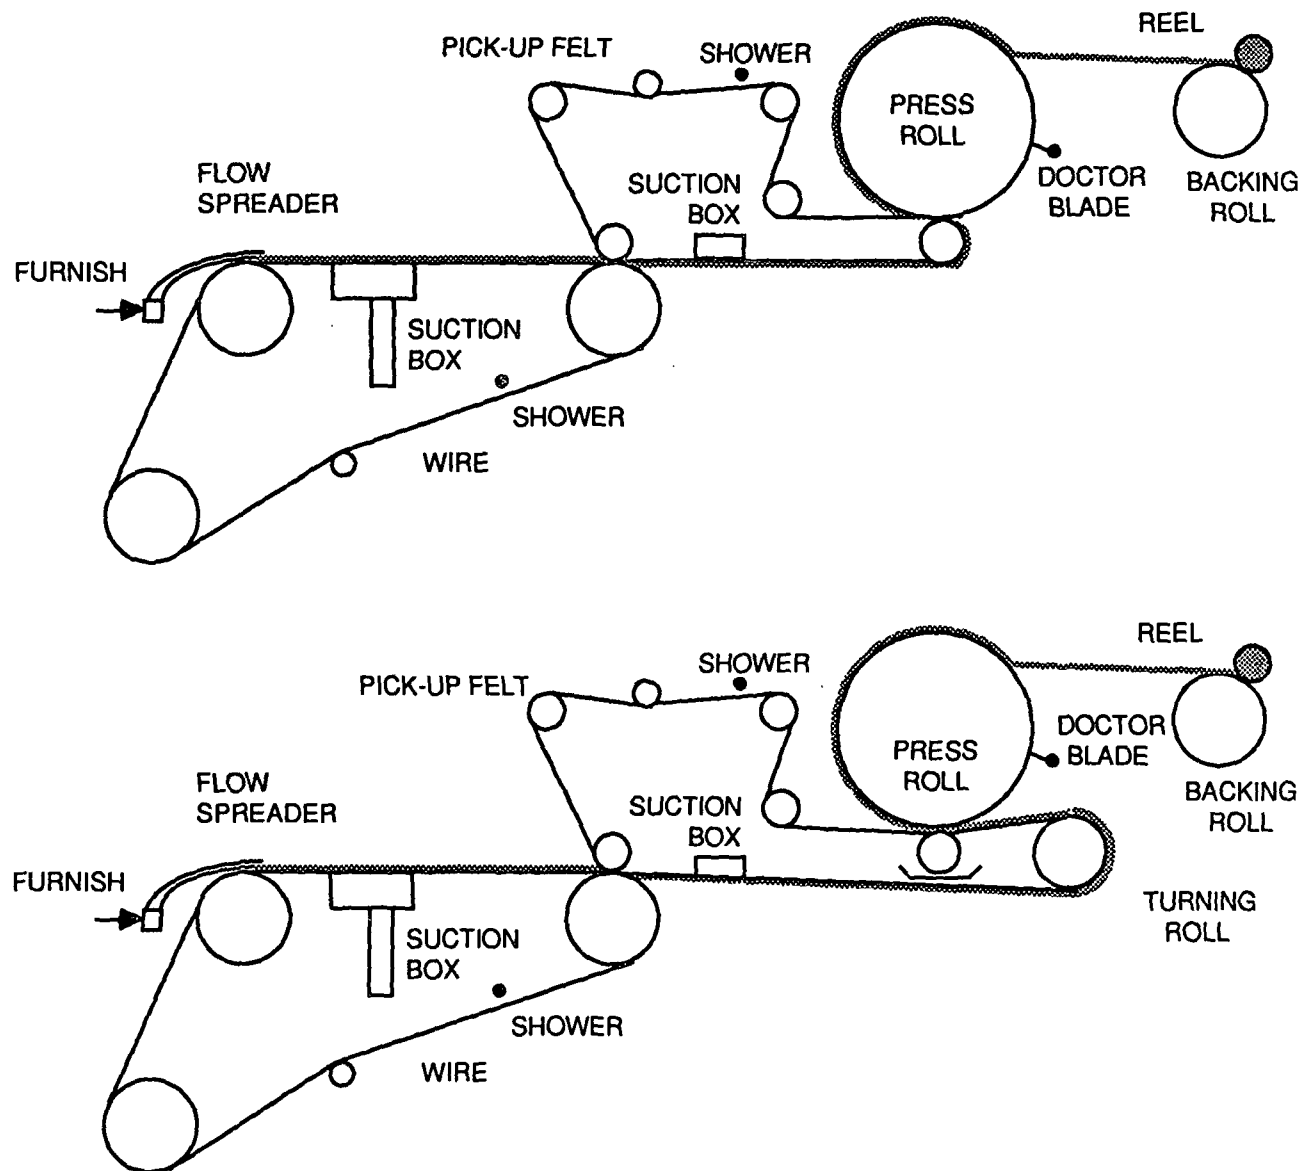 REEL
PICK-UP FELT
SHOWER
PRESS
ROLL
FLOW
SPREADER
SUCTION
BOX
DOCTOR
BLADE
BACKING
ROLL
FURNISH
SUCTION
BOX
SHOWER
WIRE
REEL
SHOWER
PICK-UP FELT
DOCTOR
BLADE
PRESS
ROLL
FLOW
SPREADER
SUCTION
BOX
BACKING
ROLL
FURNISH
TURNING
ROLL
SUCTION
BOX
SHOWER
WIRE